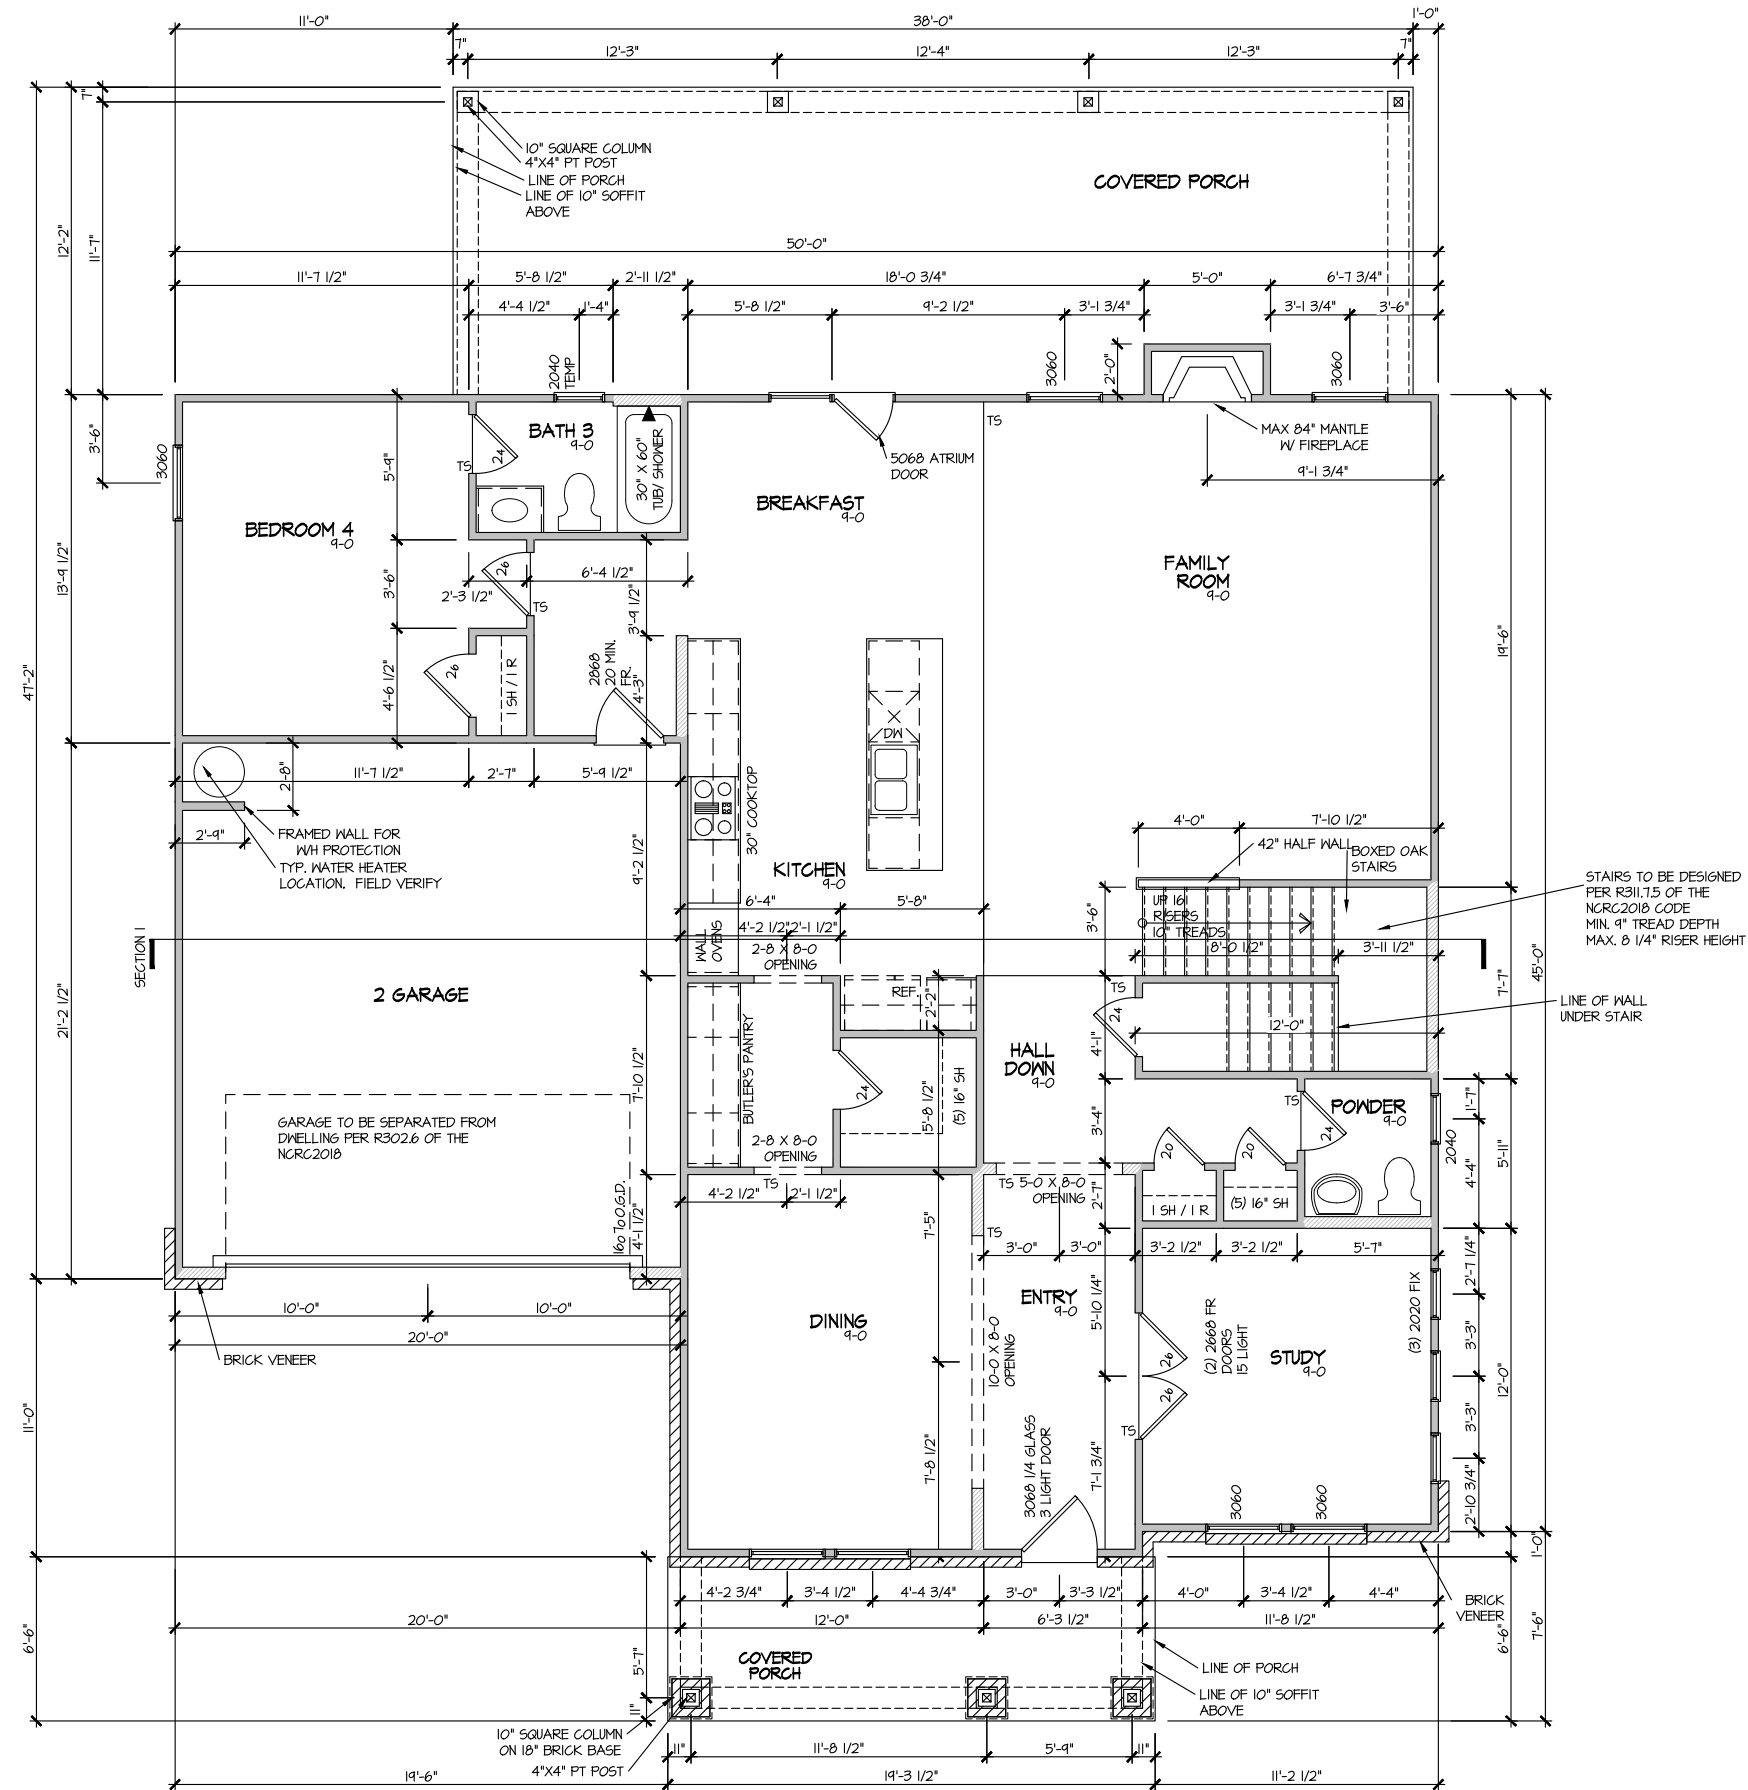 11'-0"
38'-0"
1'-0"
7"
12'-3"
12'-4"
12'-3"
7"
7"
12'-2"
11'-7"
10" SQUARE COLUMN
4"X4" PT POST
LINE OF PORCH
LINE OF 10" SOFFIT
ABOVE
COVERED PORCH
50'-0"
11'-7 1/2"
5'-8 1/2"
2'-11 1/2"
18'-0 3/4"
5'-0"
6'-7 3/4"
4'-4 1/2"
1'-4"
5'-8 1/2"
9'-2 1/2"
3'-1 3/4"
3'-1 3/4"
3'-6"
2040
TEMP
3060
2'-0"
3060
3'-6"
3060
5'-9"
TS
24
BATH 3
9-0
30" X 60"
TUB/ SHOWER
5068 ATRIUM
DOOR
TS
MAX 84" MANTLE
W/ FIREPLACE
9'-1 3/4"
BREAKFAST
9-0
BEDROOM 4
9-0
FAMILY
ROOM
9-0
47'-2"
13'-9 1/2"
3'-6"
26
2'-3 1/2"
6'-4 1/2"
TS
3'-9 1/2"
19'-6"
4'-6 1/2"
26
1 SH / 1 R
2868
20 MIN.
FR.
4'-3"
DW
11'-7 1/2"
2'-7"
5'-9 1/2"
2'-8"
2'-9"
FRAMED WALL FOR
W/H PROTECTION
TYP. WATER HEATER
LOCATION. FIELD VERIFY
30" COOKTOP
9'-2 1/2"
KITCHEN
9-0
4'-0"
7'-10 1/2"
42" HALF WALL
BOXED OAK
STAIRS
STAIRS TO BE DESIGNED
PER R311.7.5 OF THE
NCRC2018 CODE
MIN. 9" TREAD DEPTH
MAX. 8 1/4" RISER HEIGHT
6'-4"
5'-8"
3'-6"
UP 16
RISERS
10" TREADS
8'-0 1/2"
3'-11 1/2"
SECTION 1
WALL
OVENS
4'-2 1/2"
2'-1 1/2"
2-8 X 8-0
OPENING
45'-0"
7'-7"
LINE OF WALL
UNDER STAIR
2 GARAGE
21'-2 1/2"
REF.
2'-2"
TS
24
12'-0"
4'-1"
HALL
DOWN
9-0
BUTLER'S PANTRY
7'-10 1/2"
24
5'-8 1/2"
(5) 16" SH
GARAGE TO BE SEPARATED FROM
DWELLING PER R302.6 OF THE
NCRC2018
TS
POWDER
9-0
24
1'-7"
2040
5'-11"
4'-4"
3'-4"
20
20
2-8 X 8-0
OPENING
TS
4'-2 1/2"
2'-1 1/2"
TS
5-0 X 8-0
OPENING
2'-7"
1 SH / 1 R
(5) 16" SH
160 70 O.G.D.
4'-1 1/2"
7'-5"
TS
3'-0"
3'-0"
3'-2 1/2"
3'-2 1/2"
5'-7"
2'-7 1/4"
10'-0"
10'-0"
20'-0"
BRICK VENEER
ENTRY
9-0
5'-10 1/4"
(2) 2668 FR
DOORS
15 LIGHT
(3) 2020 FIX
DINING
9-0
10-0 X 8-0
OPENING
26
26
TS
STUDY
9-0
3'-3"
3'-3"
12'-0"
11'-0"
7'-8 1/2"
3068 1/4 GLASS
3 LIGHT DOOR
7'-1 3/4"
3060
3060
2'-10 3/4"
1'-0"
4'-2 3/4"
3'-4 1/2"
4'-4 3/4"
3'-0"
3'-3 1/2"
4'-0"
3'-4 1/2"
4'-4"
BRICK
VENEER
20'-0"
12'-0"
6'-3 1/2"
11'-8 1/2"
6'-6"
5'-7"
COVERED
PORCH
LINE OF PORCH
LINE OF 10" SOFFIT
ABOVE
6'-6"
7'-6"
11"
10" SQUARE COLUMN
ON 18" BRICK BASE
4"X4" PT POST
11"
11'-8 1/2"
5'-9"
11"
19'-6"
19'-3 1/2"
11'-2 1/2"